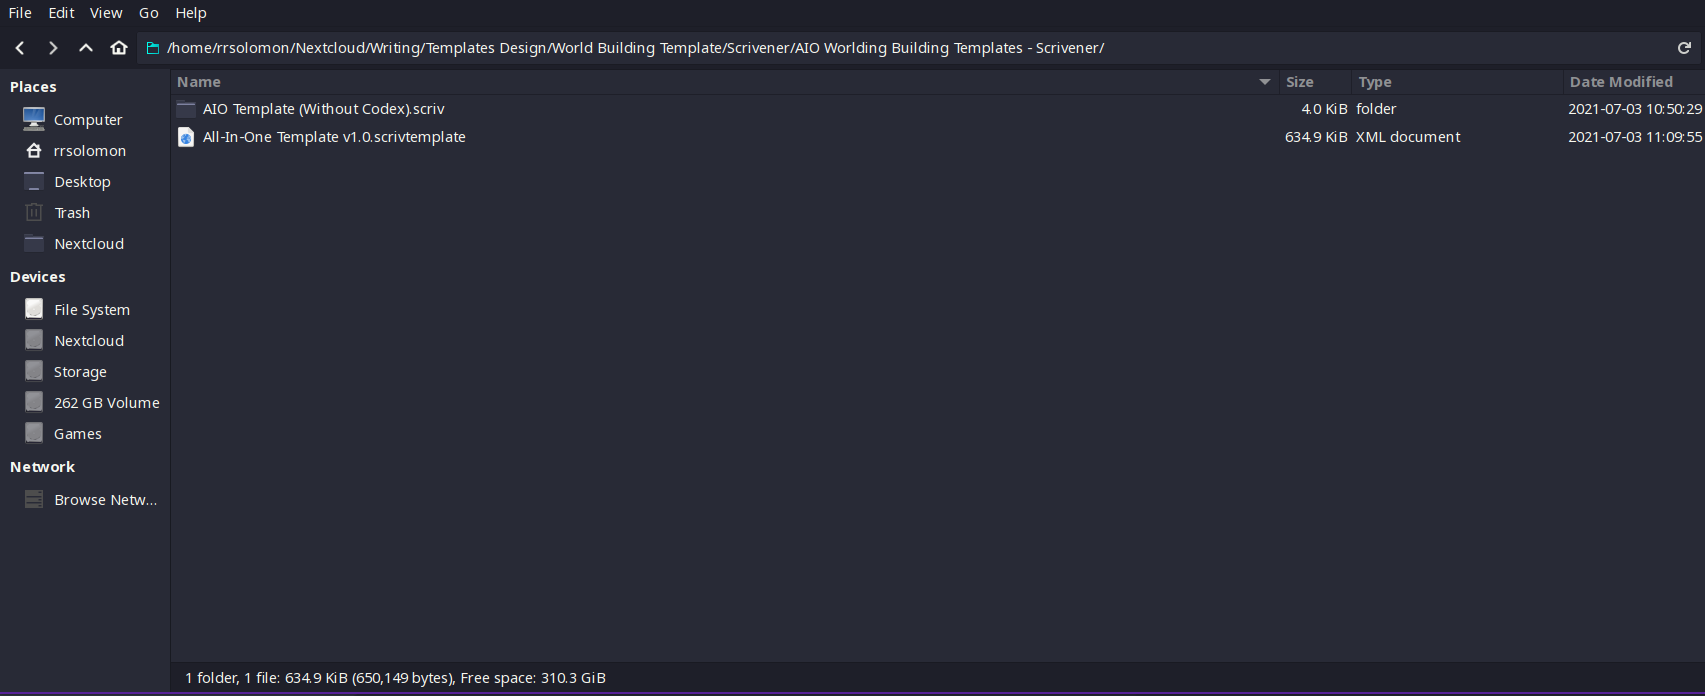 File Edit View Go Help
/home/rrsolomon/Nextcloud/Writing/Templates Design/World Building Template/Scrivener/AIO Worlding Building Templates - Scrivener/
Places
Computer
rrsolomon
Desktop
Trash
Nextcloud
Devices
File System
Nextcloud
Storage
262 GB Volume
Games
Network
Browse Netw...
Name Size Type Date Modified
AIO Template (Without Codex).scriv 4.0 KiB folder 2021-07-03 10:50:29
All-In-One Template v1.0.scrivtemplate 634.9 KiB XML document 2021-07-03 11:09:55
1 folder, 1 file: 634.9 KiB (650,149 bytes), Free space: 310.3 GiB